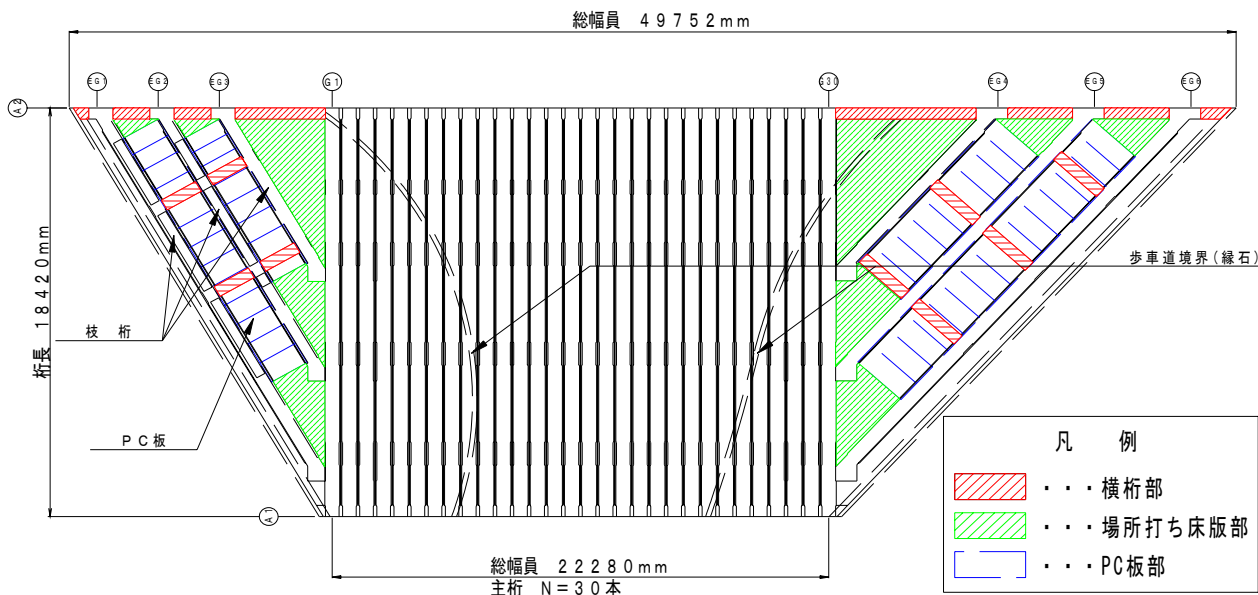 総幅員 49752mm
EG1
EG2
EG3
G1
G30
EG4
EG5
EG6
A2
歩車道境界(縁石)
枝 桁
桁長 18420mm
PC板
A1
総幅員 22280mm
主桁 N=30本
凡 例
・・・横桁部
・・・場所打ち床版部
・・・PC板部